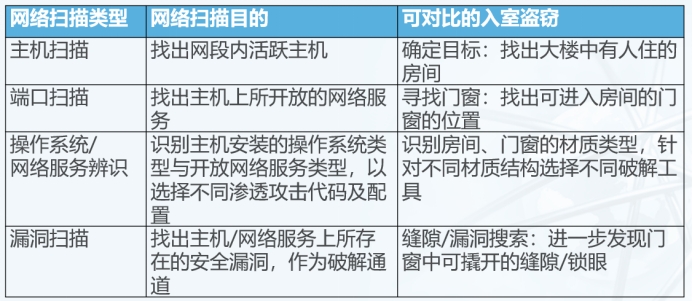 网络扫描类型 网络扫描目的 可对比的入室盗窃
主机扫描 找出网段内活跃主机 确定目标：找出大楼中有人住的
房间
端口扫描 找出主机上所开放的网络服 寻找门窗：找出可进入房间的门
务 窗的位置
操作系统/ 识别主机安装的操作系统类 识别房间、门窗的材质类型，针
网络服务辨识 型与开放网络服务类型，以 对不同材质结构选择不同破解工
选择不同渗透攻击代码及配 具
置
漏洞扫描 找出主机/网络服务上所存 缝隙/漏洞搜索：进一步发现门
在的安全漏洞，作为破解通 窗中可撬开的缝隙/锁眼
道